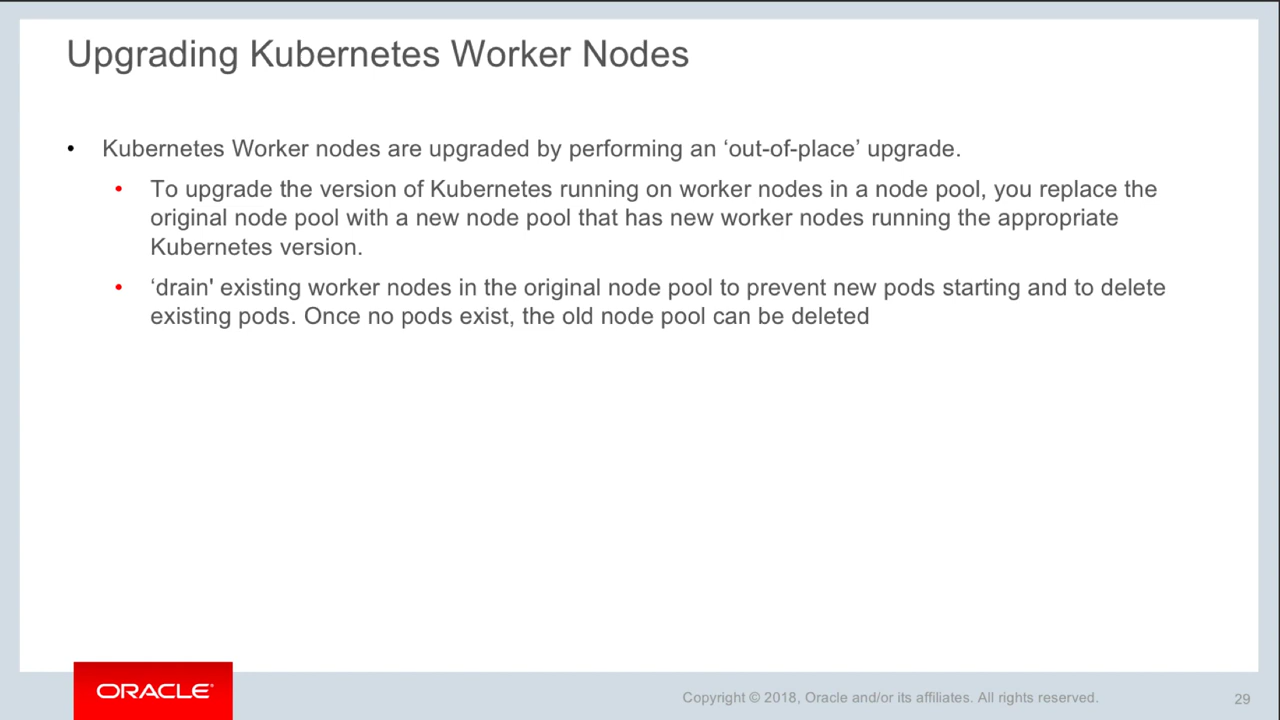 Upgrading Kubernetes Worker Nodes
• Kubernetes Worker nodes are upgraded by performing an ‘out-of-place’ upgrade.
• To upgrade the version of Kubernetes running on worker nodes in a node pool, you replace the
original node pool with a new node pool that has new worker nodes running the appropriate
Kubernetes version.
• ‘drain' existing worker nodes in the original node pool to prevent new pods starting and to delete
existing pods. Once no pods exist, the old node pool can be deleted
ORACLE®
Copyright © 2018, Oracle and/or its affiliates. All rights reserved.
29